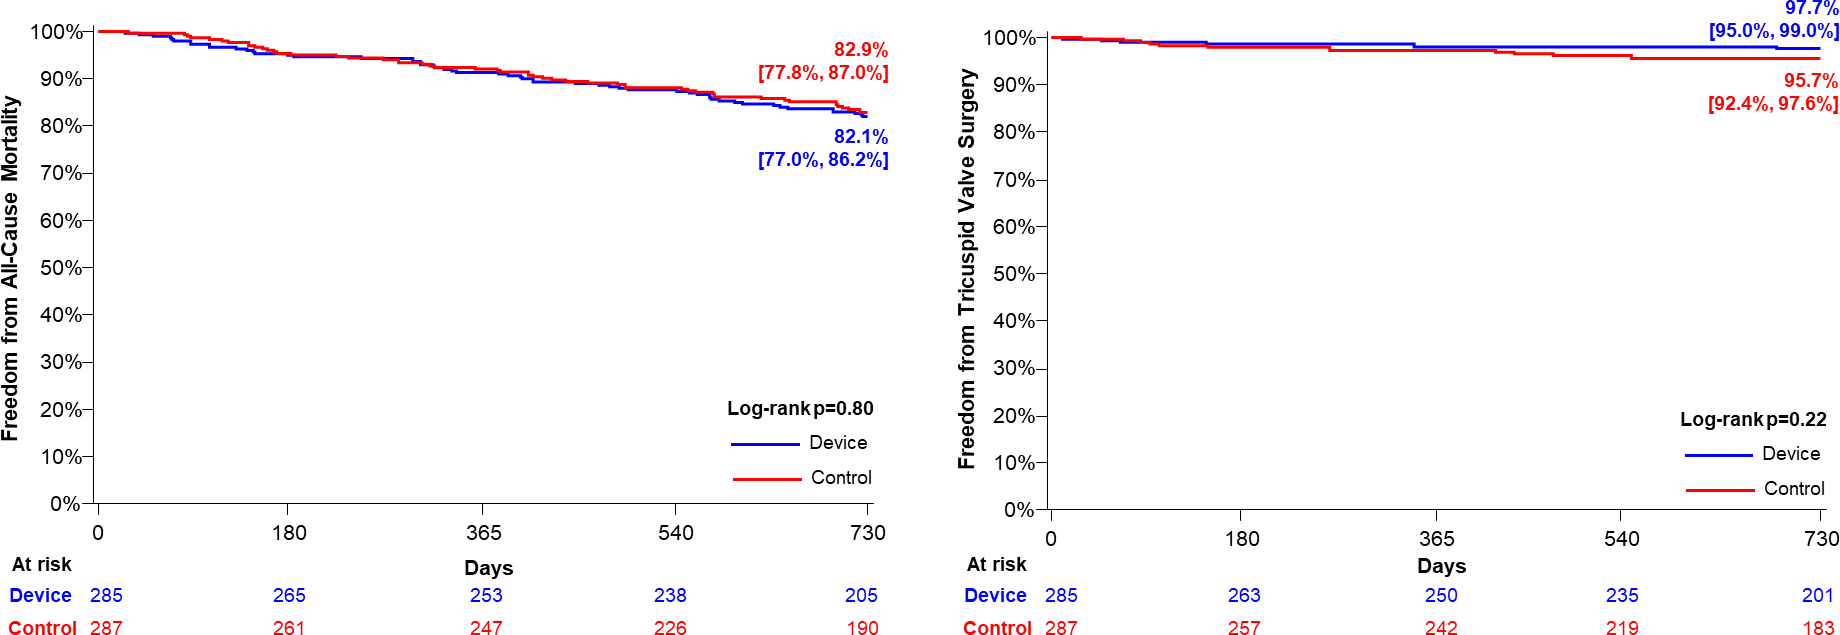 Freedom from All-Cause Mortality
100%
90%
80%
70%
60%
50%
40%
30%
20%
10%
0%
82.9%
[77.8%, 87.0%]
82.1%
[77.0%, 86.2%]
Log-rank p=0.80
Device
Control
0 180 365 540 730
Days
At risk
Device 285 265 253 238 205
Control 287 261 247 226 190
Freedom from Tricuspid Valve Surgery
100%
90%
80%
70%
60%
50%
40%
30%
20%
10%
0%
97.7%
[95.0%, 99.0%]
95.7%
[92.4%, 97.6%]
Log-rank p=0.22
Device
Control
0 180 365 540 730
Days
At risk
Device 285 263 250 235 201
Control 287 257 242 219 183